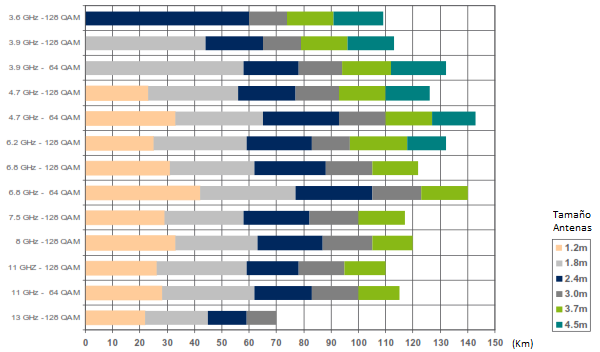 3.6 GHz -128 QAM
3.9 GHz -128 QAM
3.9 GHz - 64 QAM
4.7 GHz -128 QAM
4.7 GHz - 64 QAM
6.2 GHz - 128 QAM
6.8 GHz - 128 QAM
6.8 GHz - 64 QAM
7.5 GHz -128 QAM
8 GHz -128 QAM
11 GHZ - 128 QAM
11 GHz - 64 QAM
13 GHz -128 QAM
0 10 20 30 40 50 60 70 80 90 100 110 120 130 140 150 (Km)
Tamaño
Antenas
1.2m
1.8m
2.4m
3.0m
3.7m
4.5m